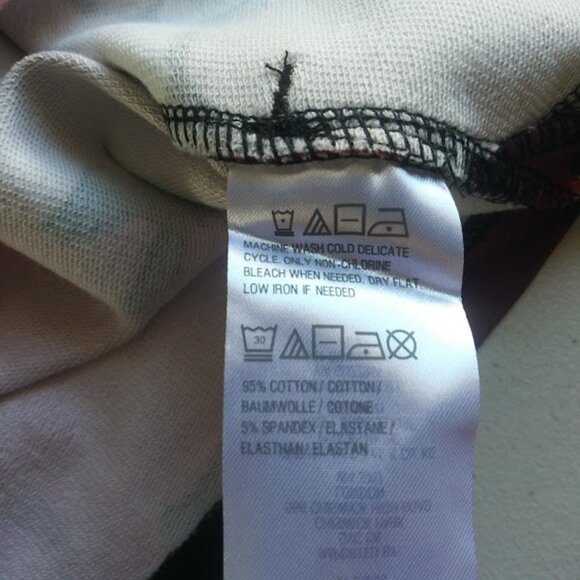 MACHINE WASH COLD DELICATE
CYCLE. ONLY NON-CHLORINE
BLEACH WHEN NEEDED. DRY FLAT.
LOW IRON IF NEEDED
30
95% COTTON / COTTON /
BAUMWOLLE / COTONE
5% SPANDEX / ELASTANE /
ELASTHAN / ELASTAN